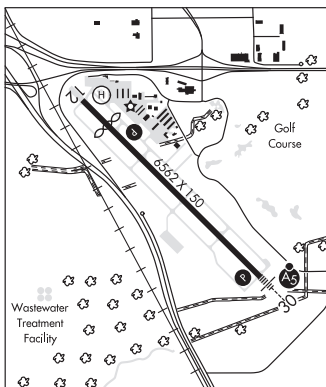 H
12
P
Golf
Course
6562 X 150
P
A5
30
Wastewater
Treatment
Facility